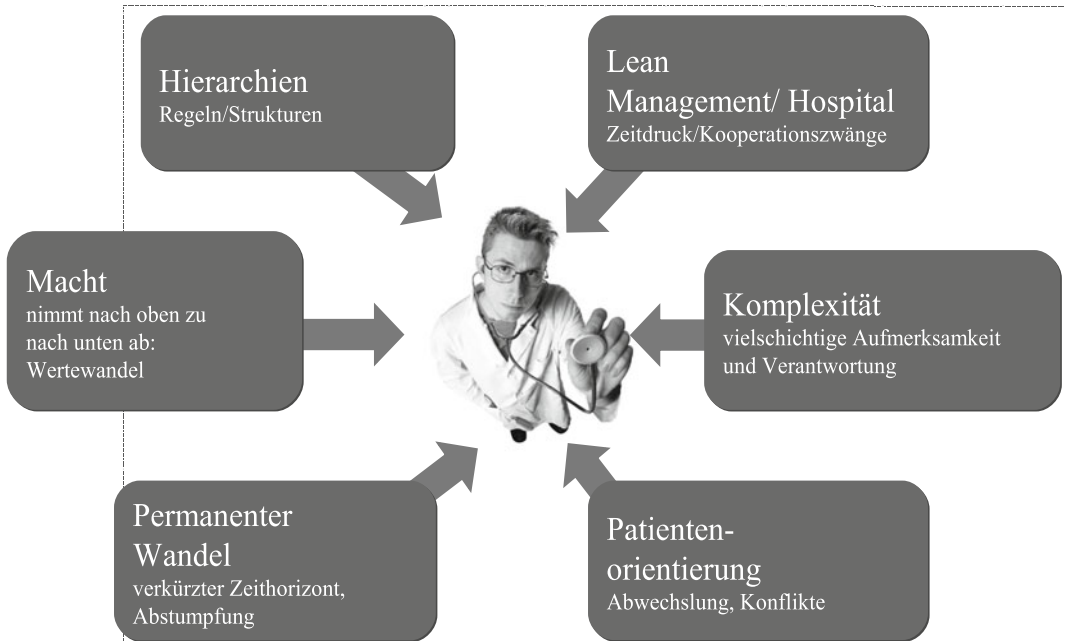 Hierarchien
Regeln/Strukturen
Lean
Management/ Hospital
Zeitdruck/Kooperationszwänge
Macht
nimmt nach oben zu
nach unten ab:
Wertewandel
Komplexität
vielschichtige Aufmerksamkeit
und Verantwortung
Permanenter
Wandel
verkürzter Zeithorizont,
Abstumpfung
Patienten-
orientierung
Abwechslung, Konflikte